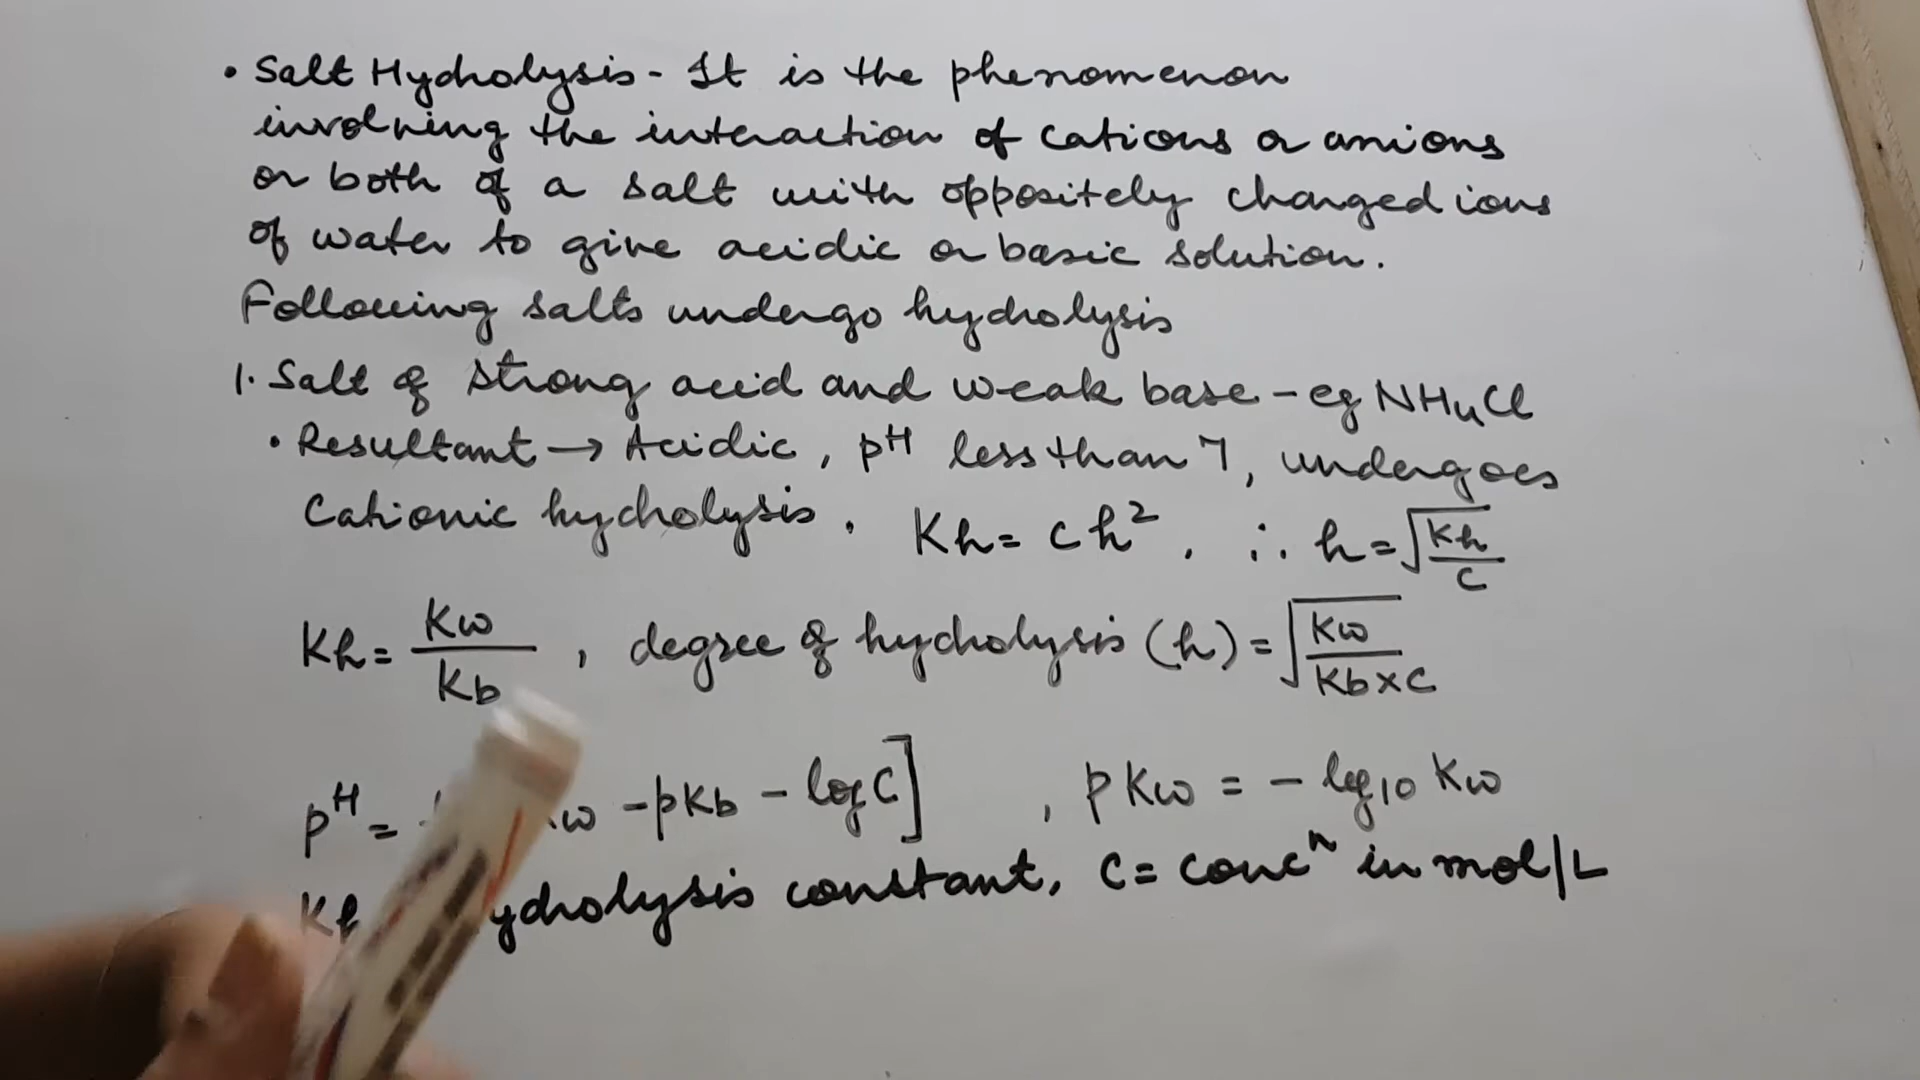 • Salt Hydrolysis - It is the phenomenon
involving the interaction of cations or anions
or both of a salt with oppositely charged ions
of water to give acidic or basic solution.
Following salts undergo hydrolysis
1. Salt of strong acid and weak base - eg NH4Cl
• Resultant → Acidic, pH less than 7, undergoes
Cationic hydrolysis. Kh = ch², ∴ h = √(Kh/C)
Kh = Kw/Kb, degree of hydrolysis (h) = √(Kw/(Kb×C))
pH = w - pKb - log C] , pKw = - log10 Kw
Kh ydrolysis constant, C = concⁿ in mol/L